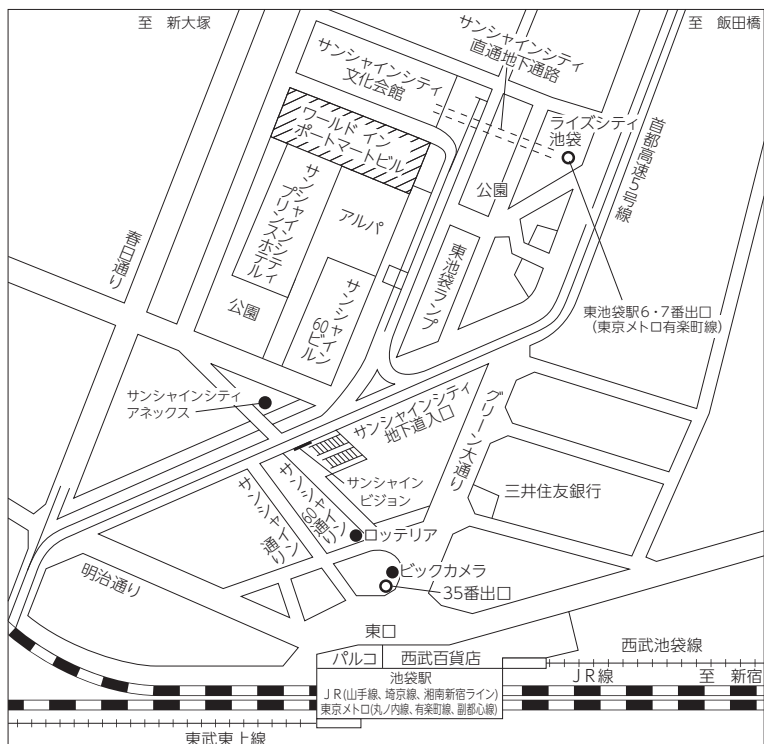 至 新大塚
サンシャインシティ
直通地下通路
至 飯田橋
サンシャインシティ
文化会館
ワールド イン
ポートマートビル
ライズシティ
池袋
首都高速5号線
公園
サンシャインシティ
プリンスホテル
アルパ
春日通り
東池袋ランプ
サンシャイン
60ビル
公園
東池袋駅6・7番出口
(東京メトロ有楽町線)
サンシャインシティ
アネックス
サンシャインシティ
地下道入口
グリーン大通り
サンシャイン
ビジョン
三井住友銀行
サンシャイン
通り
サンシャイン
60通り
ロッテリア
明治通り
ビックカメラ
35番出口
東口
パルコ
西武百貨店
西武池袋線
池袋駅
JR(山手線、埼京線、湘南新宿ライン)
東京メトロ(丸ノ内線、有楽町線、副都心線)
JR線
至 新宿
東武東上線